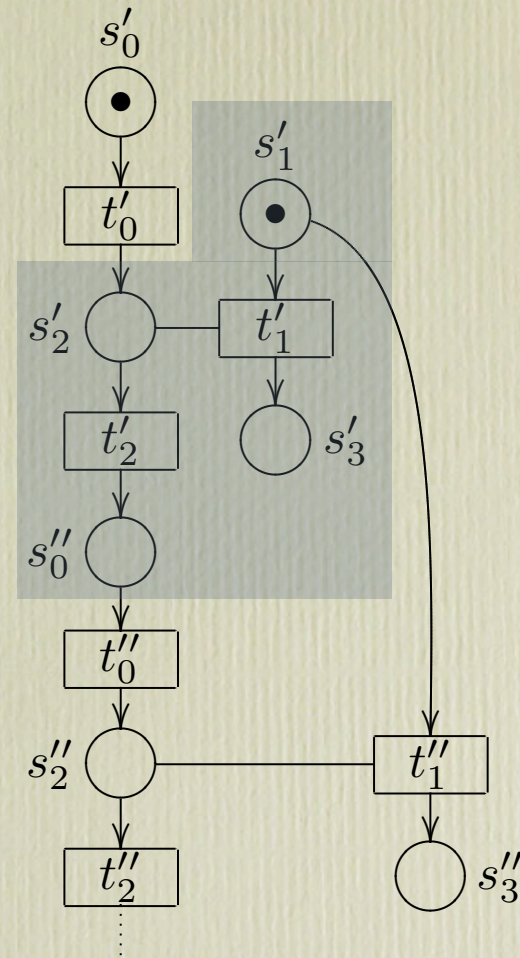 s′₀
s′₁
t′₀
s′₂ t′₁
t′₂ s′₃
s″₀
t″₀
s″₂ t″₁
t″₂ s″₃